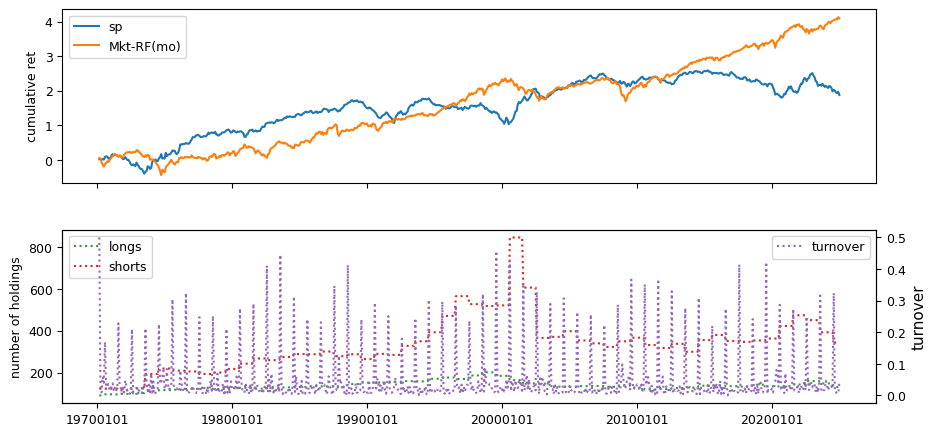 cumulative ret
4
3
2
1
0
sp
Mkt-RF(mo)
number of holdings
800
600
400
200
longs
shorts
turnover
0.5
0.4
0.3
0.2
0.1
0.0
turnover
19700101 19800101 19900101 20000101 20100101 20200101